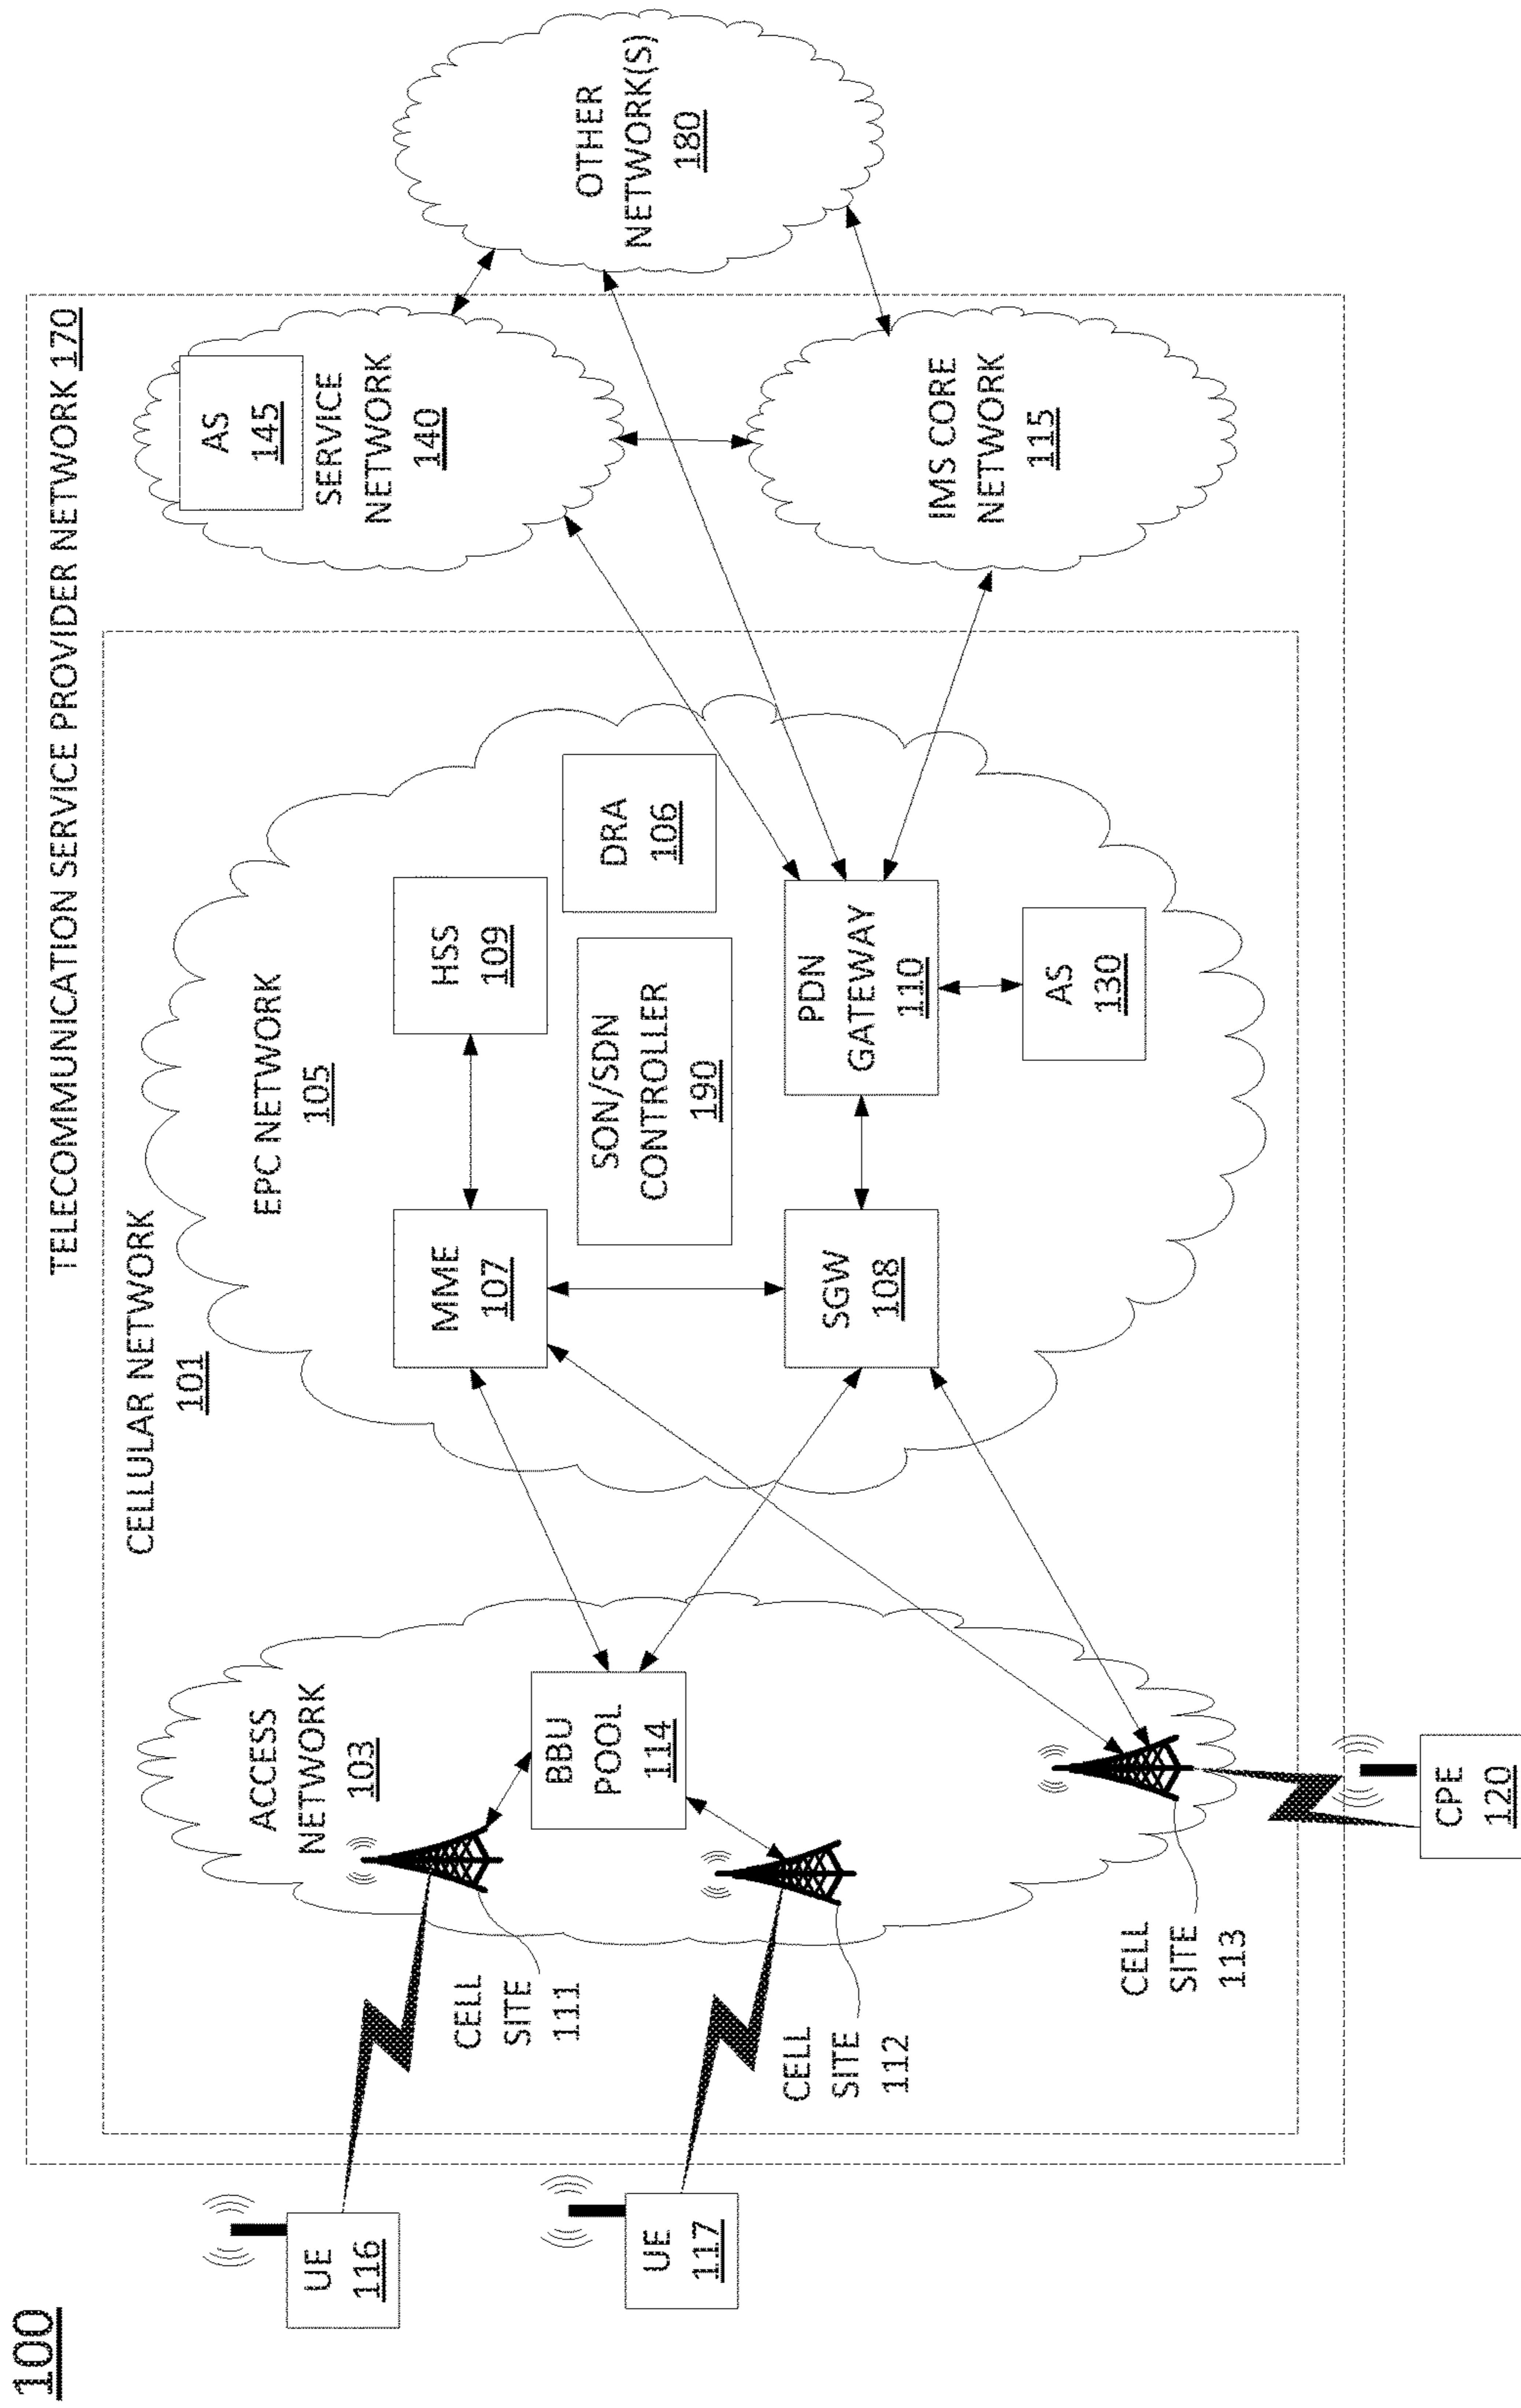 100
TELECOMMUNICATION SERVICE PROVIDER NETWORK 170
CELLULAR NETWORK
101
ACCESS
NETWORK
103
EPC NETWORK
105
UE
116
UE
117
CELL
SITE
111
CELL
SITE
112
CELL
SITE
113
BBU
POOL
114
CPE
120
MME
107
HSS
109
SON/SDN
CONTROLLER
190
DRA
106
SGW
108
PDN
GATEWAY
110
AS
130
AS
145
SERVICE
NETWORK
140
IMS CORE
NETWORK
115
OTHER
NETWORK(S)
180